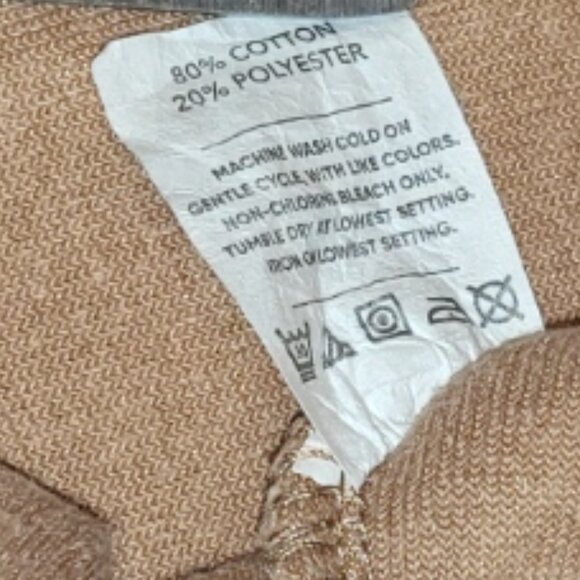 80% COTTON
20% POLYESTER
MACHINE WASH COLD ON
GENTLE CYCLE, WITH LIKE COLORS.
NON-CHLORINE BLEACH ONLY.
TUMBLE DRY AT LOWEST SETTING.
IRON ON LOWEST SETTING.